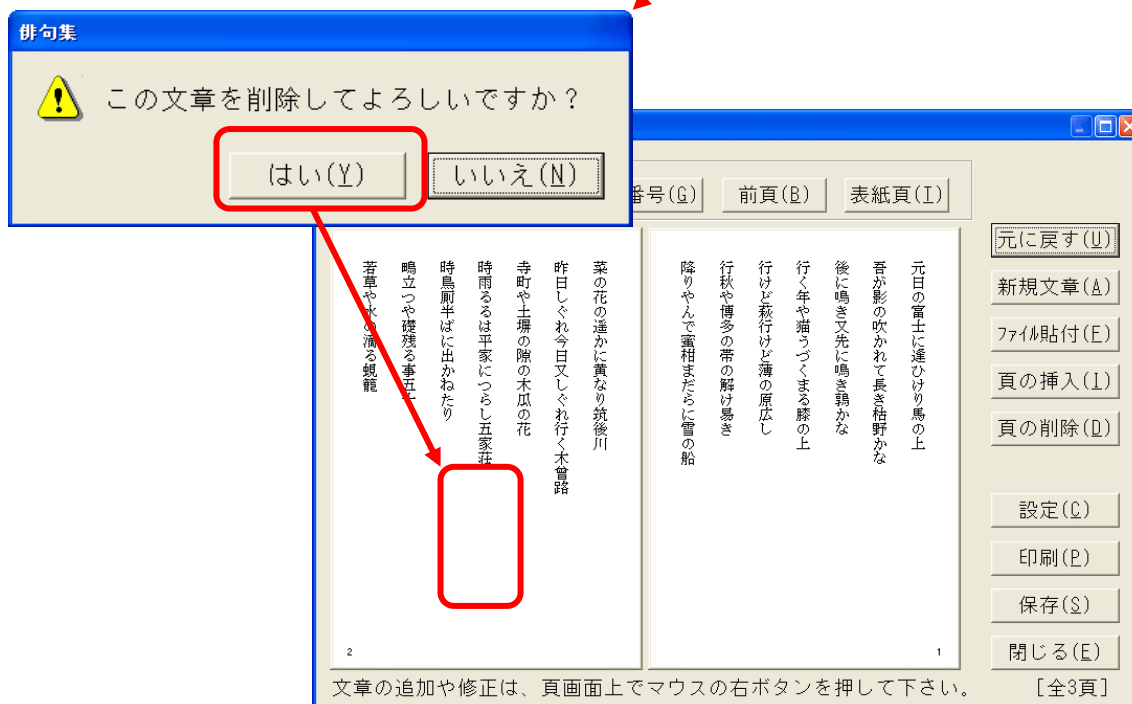 俳句集
この文章を削除してよろしいですか？
はい(Y)
いいえ(N)
番号(G)
前頁(B)
表紙頁(I)
元日の富士に逢ひけり馬の上
吾が影の吹かれて長き枯野かな
後に鳴き又先に鳴き鶉かな
行く年や猫うづくまる膝の上
行けど萩行けど薄の原広し
行秋や博多の帯の解け易き
降りやんで蜜柑まだらに雪の船
1
菜の花の遥かに黄なり筑後川
昨日しぐれ今日又しぐれ行く木曽路
寺町や土塀の隙の木瓜の花
時雨るるは平家につらし五家荘
時鳥厠半ばに出かねたり
鴫立つや礎残る事五十
若草や水の滴る蜆籠
2
元に戻す(U)
新規文章(A)
ファイル貼付(F)
頁の挿入(I)
頁の削除(D)
設定(C)
印刷(P)
保存(S)
閉じる(E)
文章の追加や修正は、頁画面上でマウスの右ボタンを押して下さい。
[全3頁]